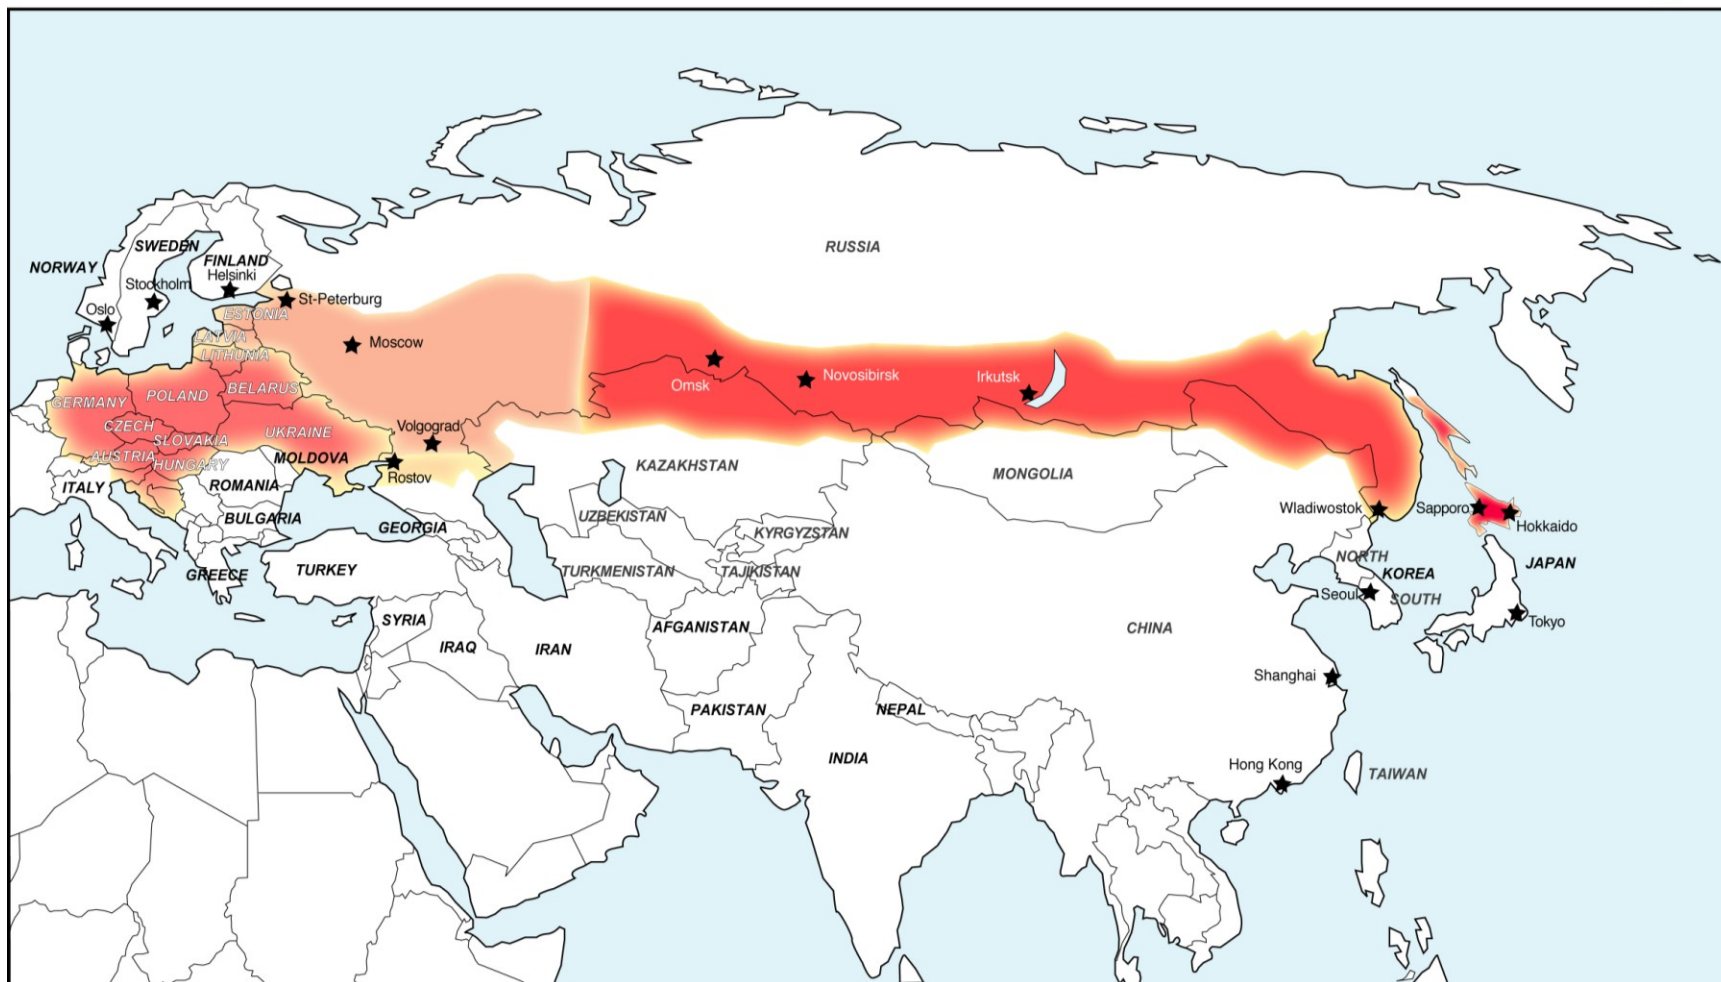 RUSSIA
SWEDEN
NORWAY
FINLAND
Helsinki
Stockholm
Oslo
St-Peterburg
ESTONIA
LATVIA
LITHUNIA
Moscow
GERMANY
POLAND
BELARUS
Omsk
Novosibirsk
Irkutsk
CZECH
SLOVAKIA
UKRAINE
Volgograd
AUSTRIA
HUNGARY
MOLDOVA
Rostov
KAZAKHSTAN
MONGOLIA
ITALY
ROMANIA
BULGARIA
GEORGIA
UZBEKISTAN
KYRGYZSTAN
Wladiwostok
Sapporo
Hokkaido
GREECE
TURKEY
TURKMENISTAN
TAJIKISTAN
NORTH
KOREA
SOUTH
Seoul
JAPAN
Tokyo
SYRIA
IRAQ
IRAN
AFGANISTAN
CHINA
Shanghai
PAKISTAN
NEPAL
INDIA
Hong Kong
TAIWAN